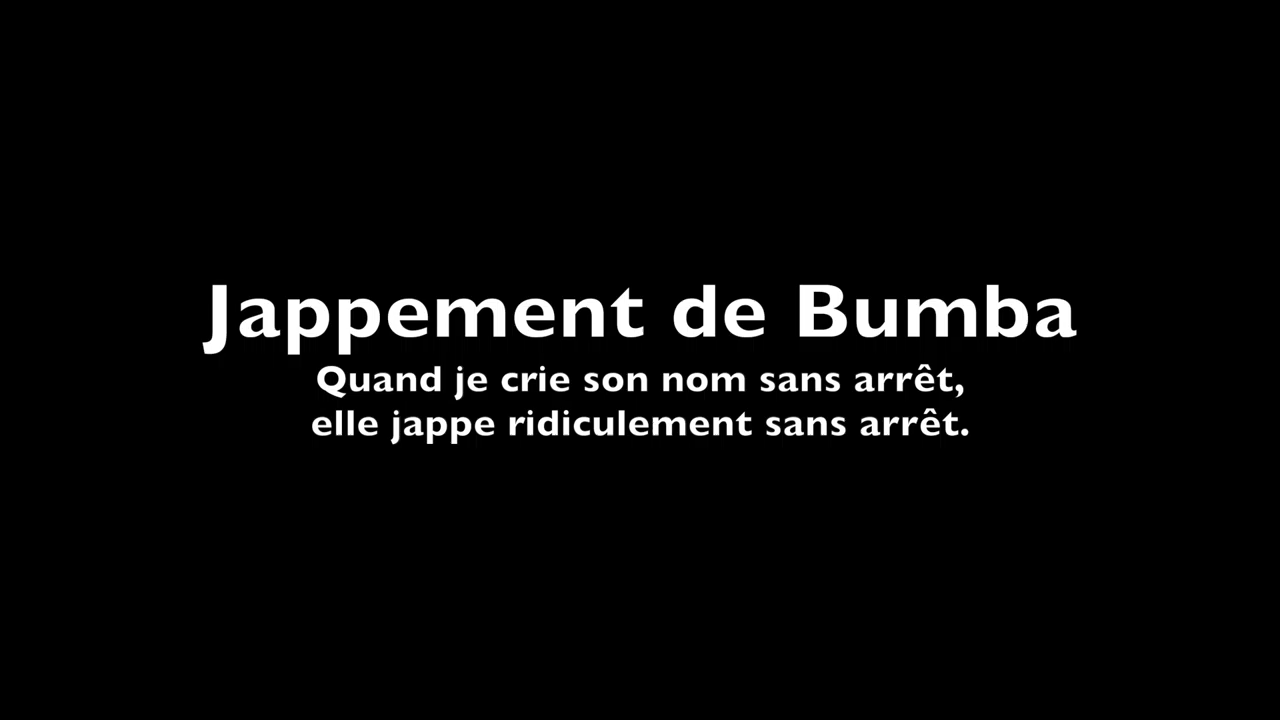 Jappement de Bumba
Quand je crie son nom sans arrêt,
elle jappe ridiculement sans arrêt.